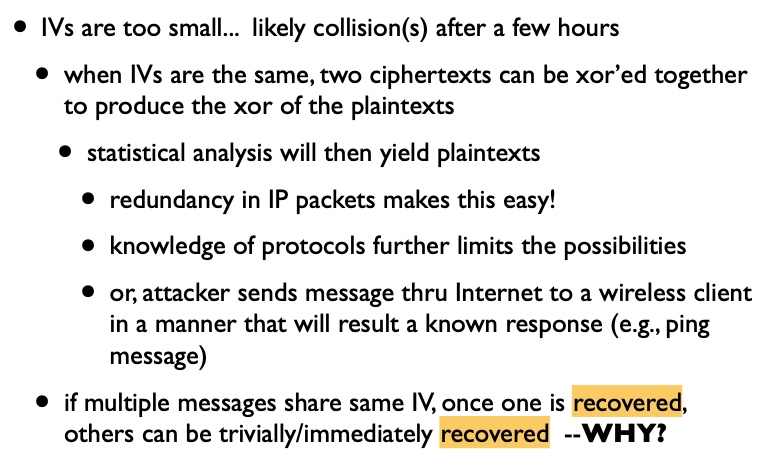 • IVs are too small... likely collision(s) after a few hours
• when IVs are the same, two ciphertexts can be xor'ed together
to produce the xor of the plaintexts
• statistical analysis will then yield plaintexts
• redundancy in IP packets makes this easy!
• knowledge of protocols further limits the possibilities
• or, attacker sends message thru Internet to a wireless client
in a manner that will result a known response (e.g., ping
message)
• if multiple messages share same IV, once one is recovered,
others can be trivially/immediately recovered --WHY?